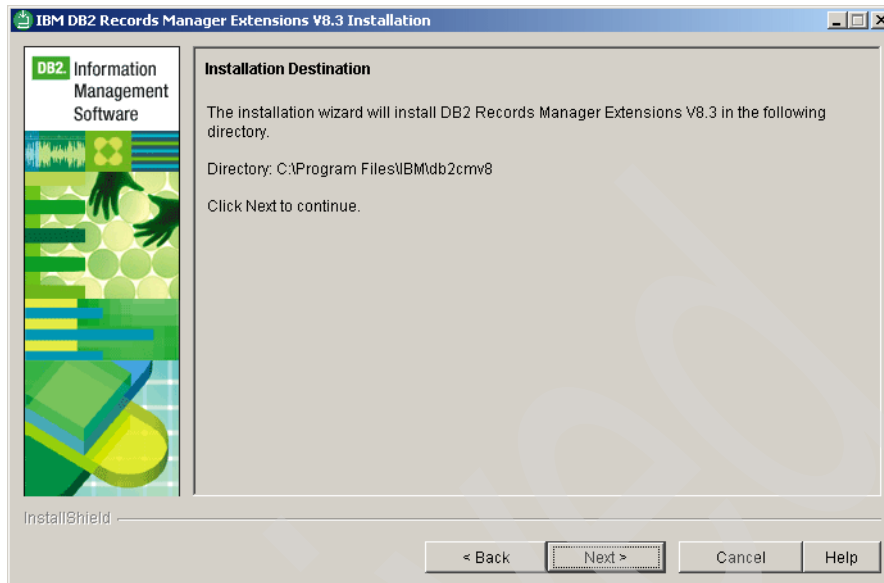 IBM DB2 Records Manager Extensions V8.3 Installation
DB2. Information
Management
Software
Installation Destination
The installation wizard will install DB2 Records Manager Extensions V8.3 in the following
directory.
Directory: C:\Program Files\IBM\db2cmv8
Click Next to continue.
InstallShield
< Back Next > Cancel Help